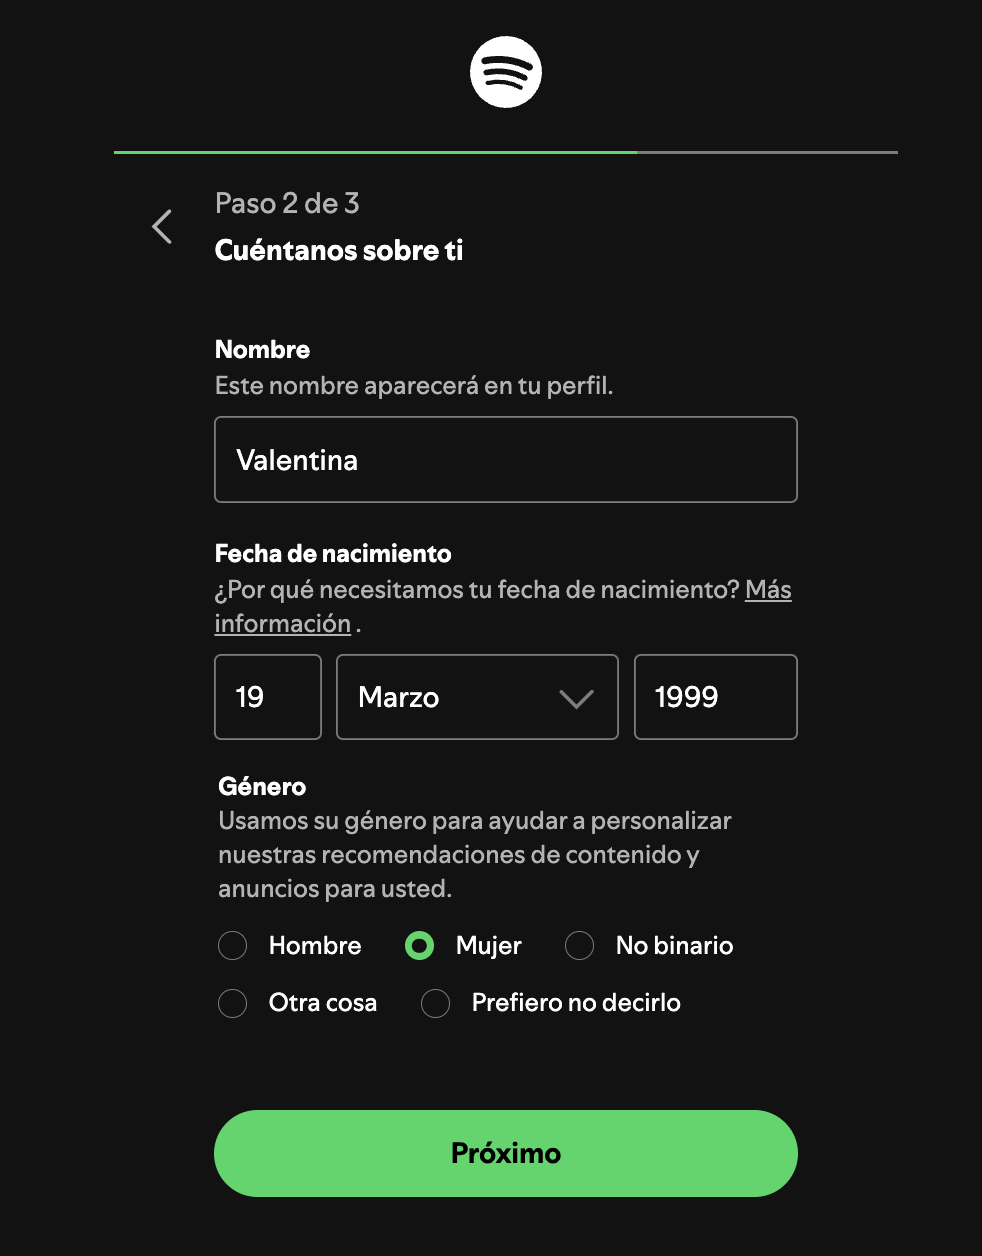 Paso 2 de 3
Cuéntanos sobre ti
Nombre
Este nombre aparecerá en tu perfil.
Valentina
Fecha de nacimiento
¿Por qué necesitamos tu fecha de nacimiento? Más
información .
19 Marzo 1999
Género
Usamos su género para ayudar a personalizar
nuestras recomendaciones de contenido y
anuncios para usted.
Hombre Mujer No binario
Otra cosa Prefiero no decirlo
Próximo